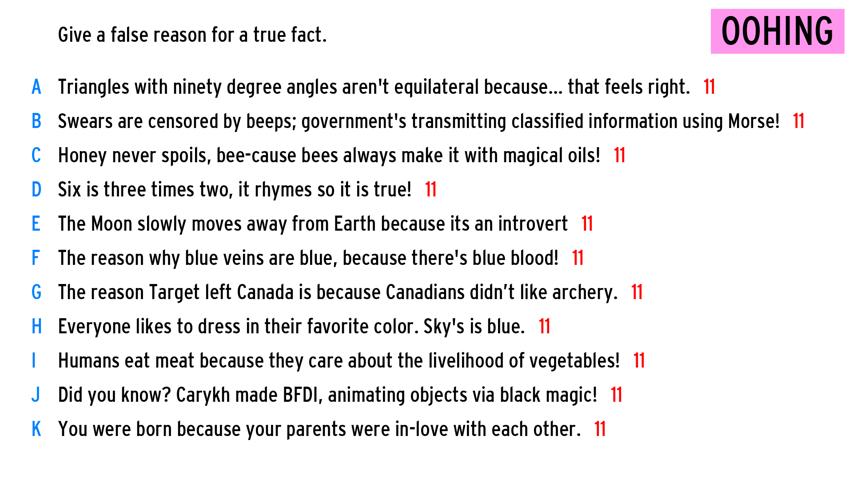 Give a false reason for a true fact.
OOHING
A Triangles with ninety degree angles aren't equilateral because... that feels right. 11
B Swears are censored by beeps; government's transmitting classified information using Morse! 11
C Honey never spoils, bee-cause bees always make it with magical oils! 11
D Six is three times two, it rhymes so it is true! 11
E The Moon slowly moves away from Earth because its an introvert 11
F The reason why blue veins are blue, because there's blue blood! 11
G The reason Target left Canada is because Canadians didn’t like archery. 11
H Everyone likes to dress in their favorite color. Sky's is blue. 11
I Humans eat meat because they care about the livelihood of vegetables! 11
J Did you know? Carykh made BFDI, animating objects via black magic! 11
K You were born because your parents were in-love with each other. 11